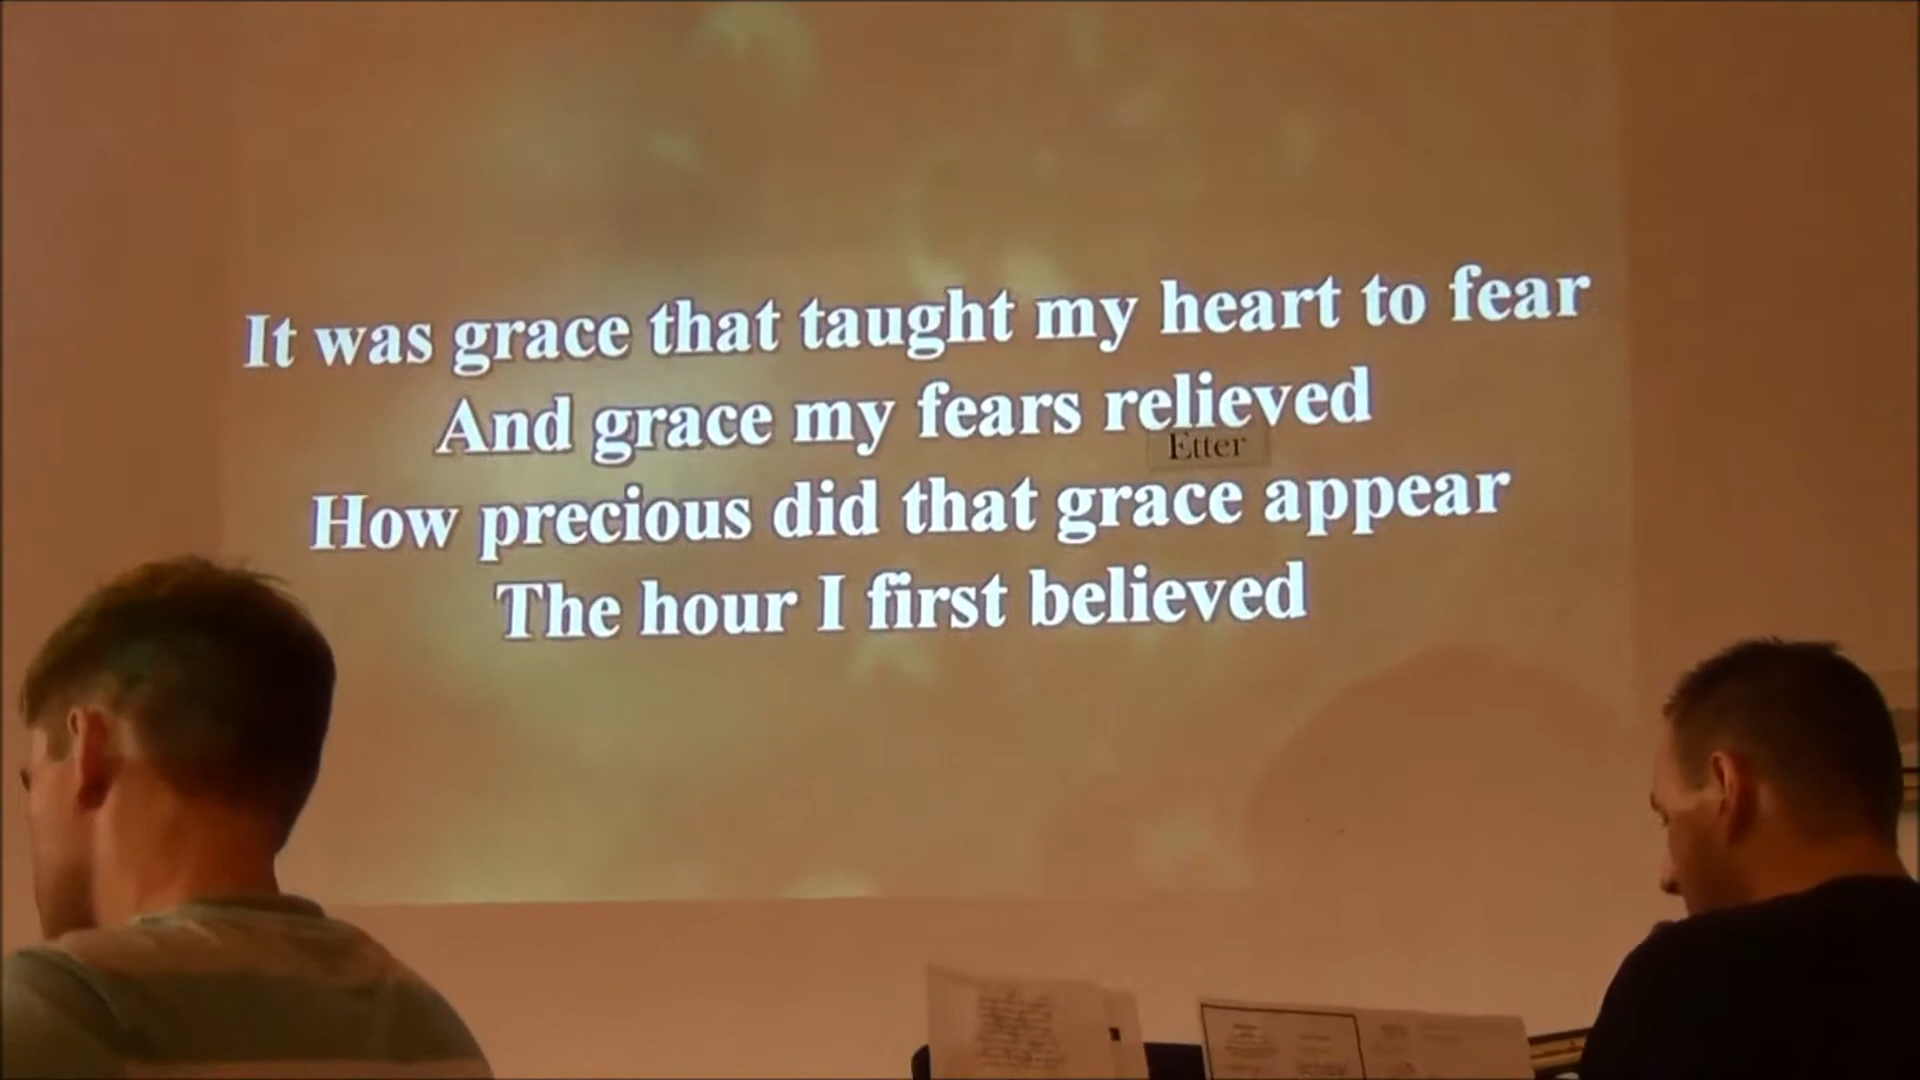 It was grace that taught my heart to fear
And grace my fears relieved
Etter
How precious did that grace appear
The hour I first believed